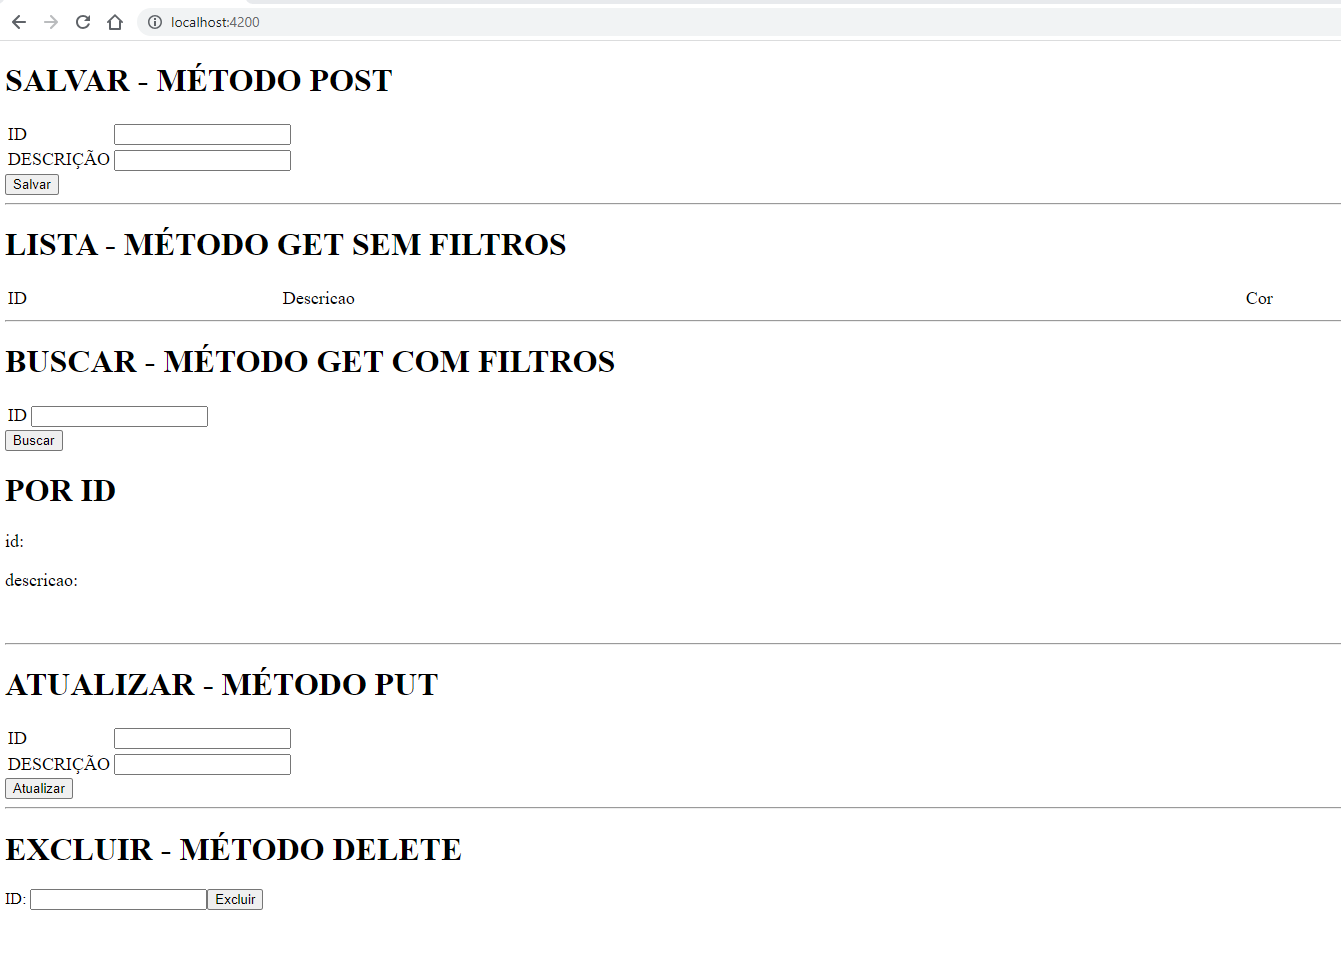 localhost:4200
SALVAR - MÉTODO POST
ID
DESCRIÇÃO
Salvar
LISTA - MÉTODO GET SEM FILTROS
ID Descricao Cor
BUSCAR - MÉTODO GET COM FILTROS
ID
Buscar
POR ID
id:
descricao:
ATUALIZAR - MÉTODO PUT
ID
DESCRIÇÃO
Atualizar
EXCLUIR - MÉTODO DELETE
ID: Excluir